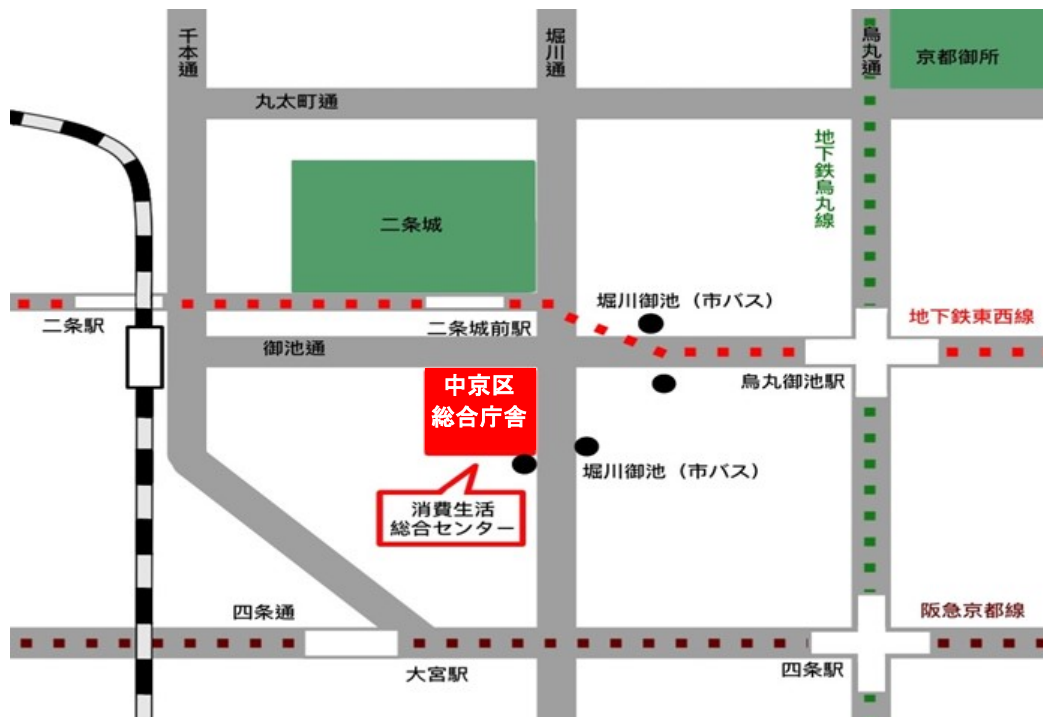 千本通
堀川通
烏丸通
京都御所
丸太町通
地下鉄烏丸線
二条城
堀川御池（市バス）
二条駅
二条城前駅
地下鉄東西線
御池通
烏丸御池駅
中京区
総合庁舎
堀川御池（市バス）
消費生活
総合センター
四条通
阪急京都線
大宮駅
四条駅